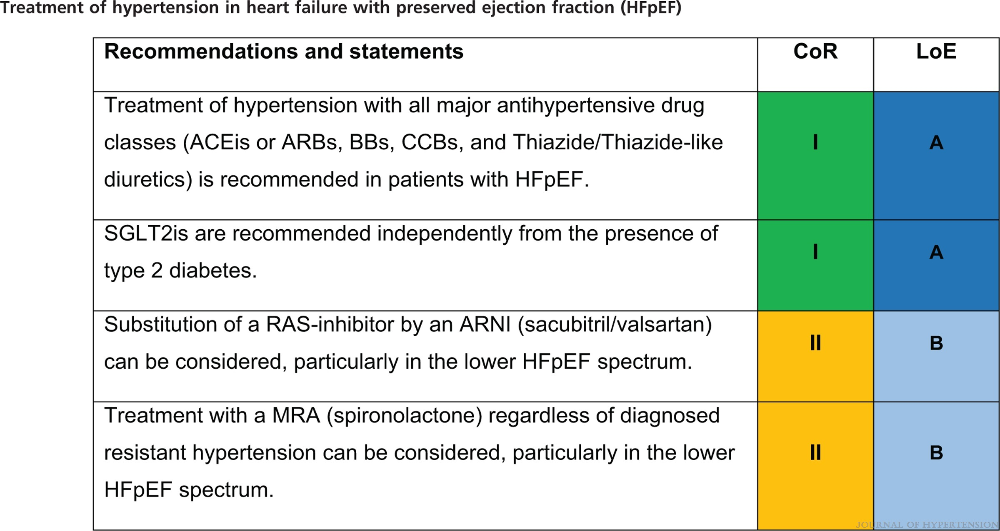 Treatment of hypertension in heart failure with preserved ejection fraction (HFpEF)
Recommendations and statements CoR LoE
Treatment of hypertension with all major antihypertensive drug
classes (ACEis or ARBs, BBs, CCBs, and Thiazide/Thiazide-like I A
diuretics) is recommended in patients with HFpEF.
SGLT2is are recommended independently from the presence of
I A
type 2 diabetes.
Substitution of a RAS-inhibitor by an ARNI (sacubitril/valsartan)
II B
can be considered, particularly in the lower HFpEF spectrum.
Treatment with a MRA (spironolactone) regardless of diagnosed
resistant hypertension can be considered, particularly in the lower II B
HFpEF spectrum.
JOURNAL OF HYPERTENSION